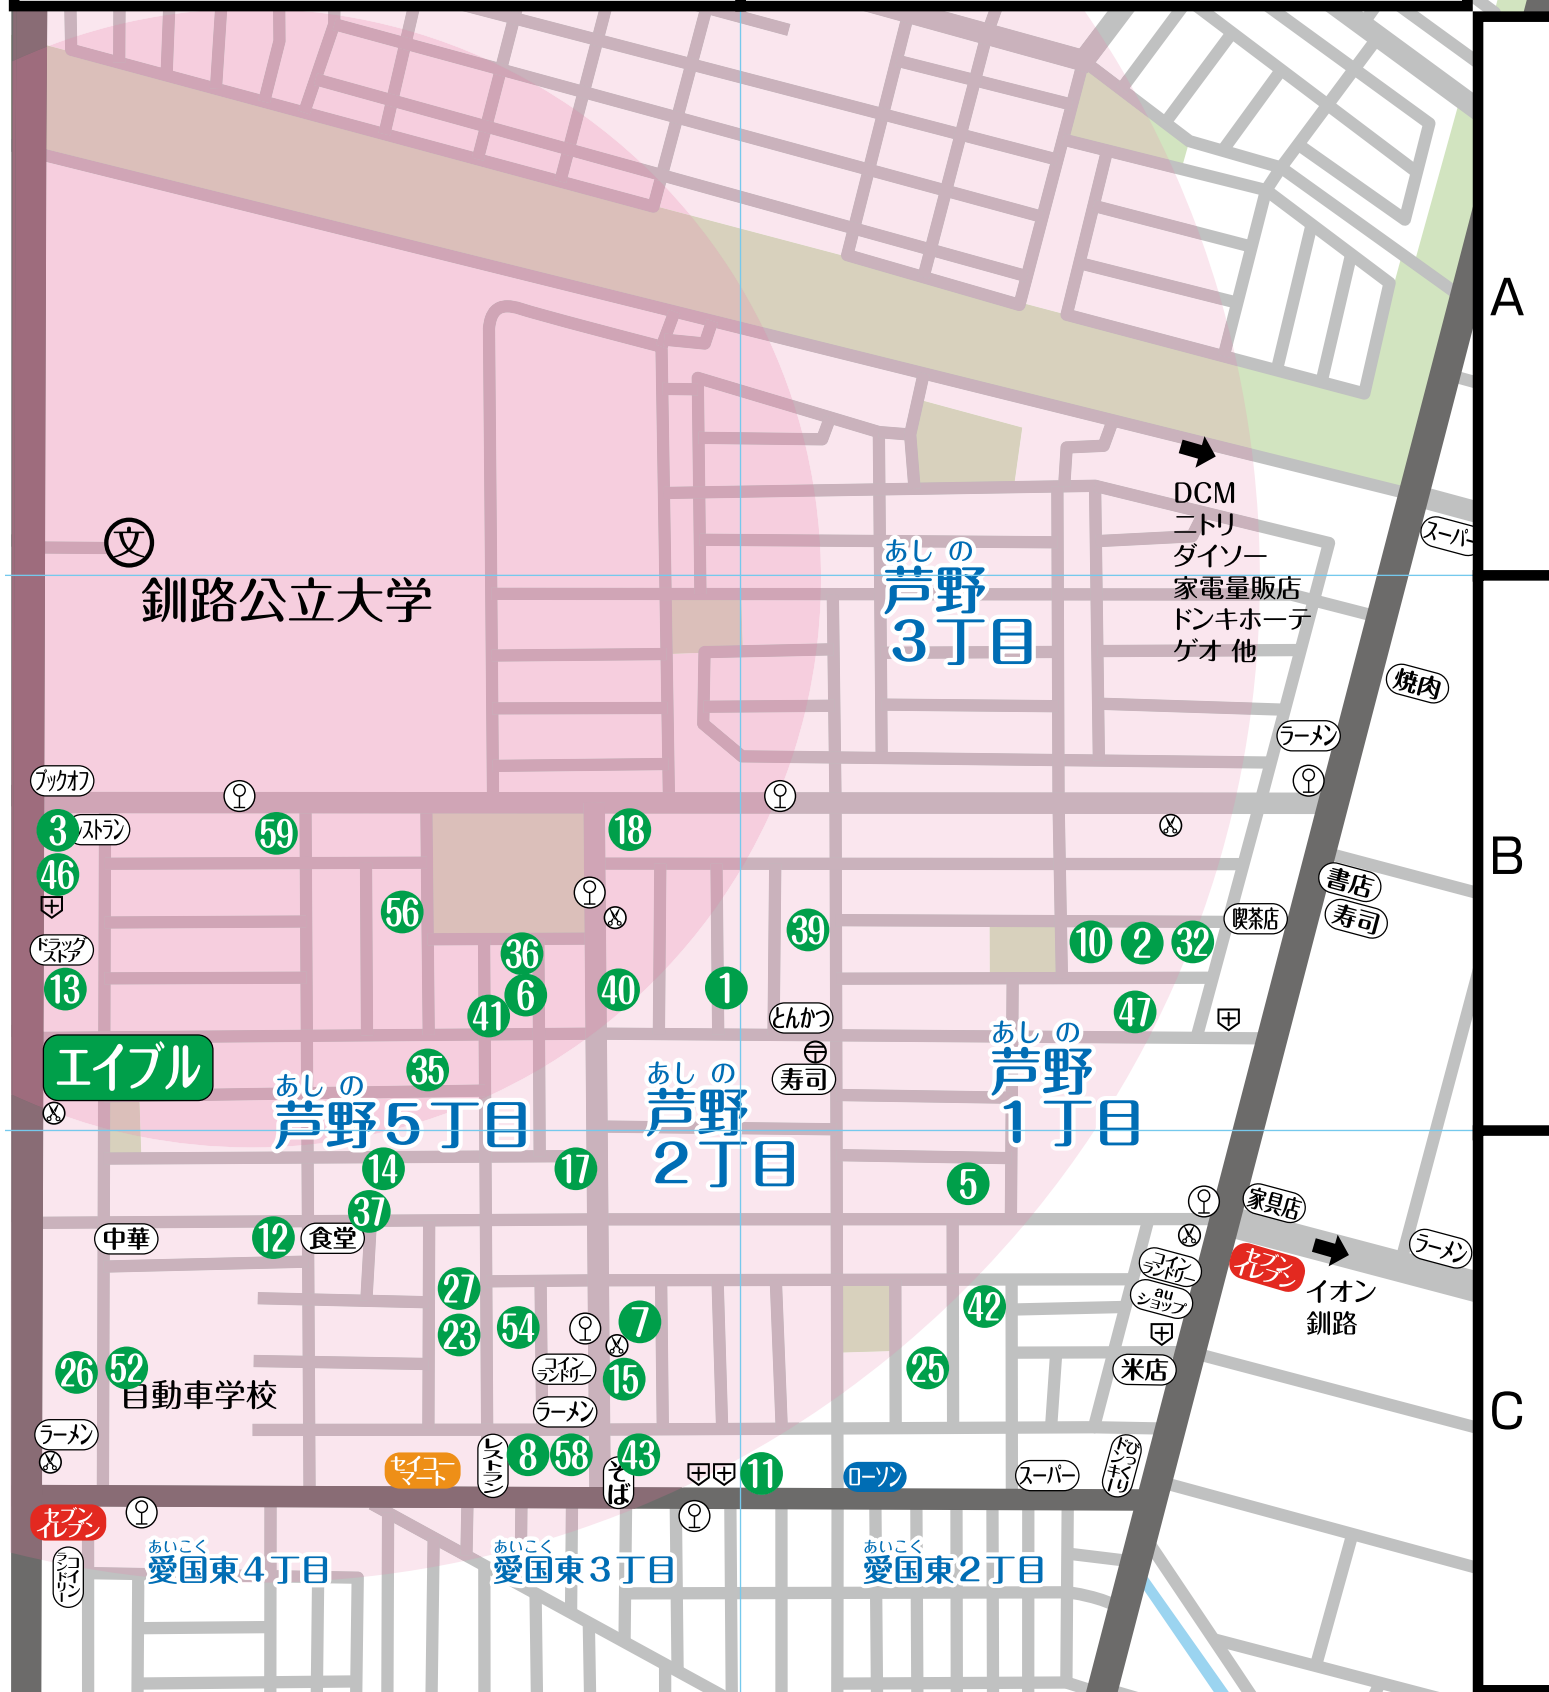 A
DCM
ニトリ
ダイソー
家電量販店
ドンキホーテ
ゲオ 他
スーパー
文
釧路公立大学
あし の
芦野
3丁目
焼肉
ラーメン
ブックオフ
3
レストラン
59
18
46
B
書店
寿司
56
39
喫茶店
10
2
32
ドラッグ
ストア
36
13
6
40
1
41
とんかつ
47
エイブル
35
寿司
あし の
芦野5丁目
あし の
芦野
2丁目
あし の
芦野
1丁目
14
17
5
37
家具店
中華
12
食堂
ラーメン
セブン
イレブン
コイン
ランドリー
au
ショップ
イオン
釧路
27
42
23
54
7
26
52
自動車学校
コイン
ランドリー
15
25
米店
ラーメン
C
ラーメン
セイコー
マート
レストラン
8
58
43
そば
11
ローソン
スーパー
びっくり
ドンキー
セブン
イレブン
コイン
ランドリー
あいこく
愛国東4丁目
あいこく
愛国東3丁目
あいこく
愛国東2丁目